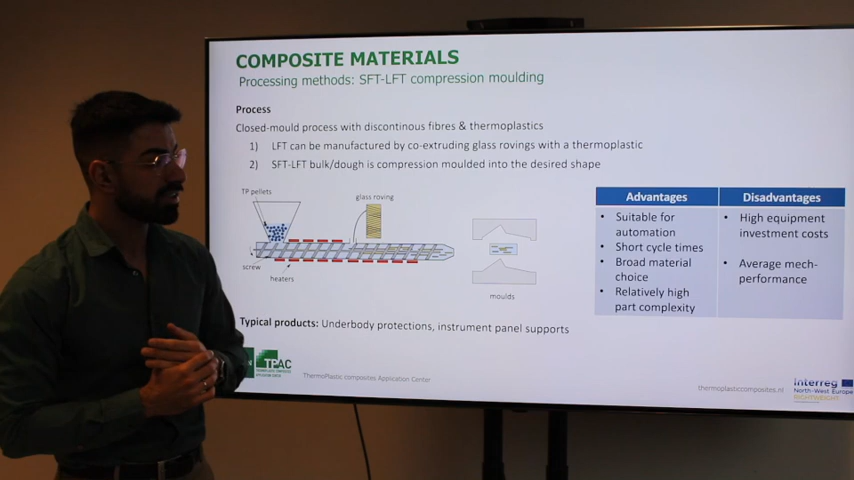 COMPOSITE MATERIALS
Processing methods: SFT-LFT compression moulding
Process
Closed-mould process with discontinous fibres & thermoplastics
1) LFT can be manufactured by co-extruding glass rovings with a thermoplastic
2) SFT-LFT bulk/dough is compression moulded into the desired shape
TP pellets
glass roving
screw
heaters
moulds
Advantages
• Suitable for
automation
• Short cycle times
• Broad material
choice
• Relatively high
part complexity
Disadvantages
• High equipment
investment costs
• Average mech-
performance
Typical products: Underbody protections, instrument panel supports
N
TPAC
ThermoPlastic composites Application Center
thermoplasticcomposites.nl
Interreg
North-West Europe